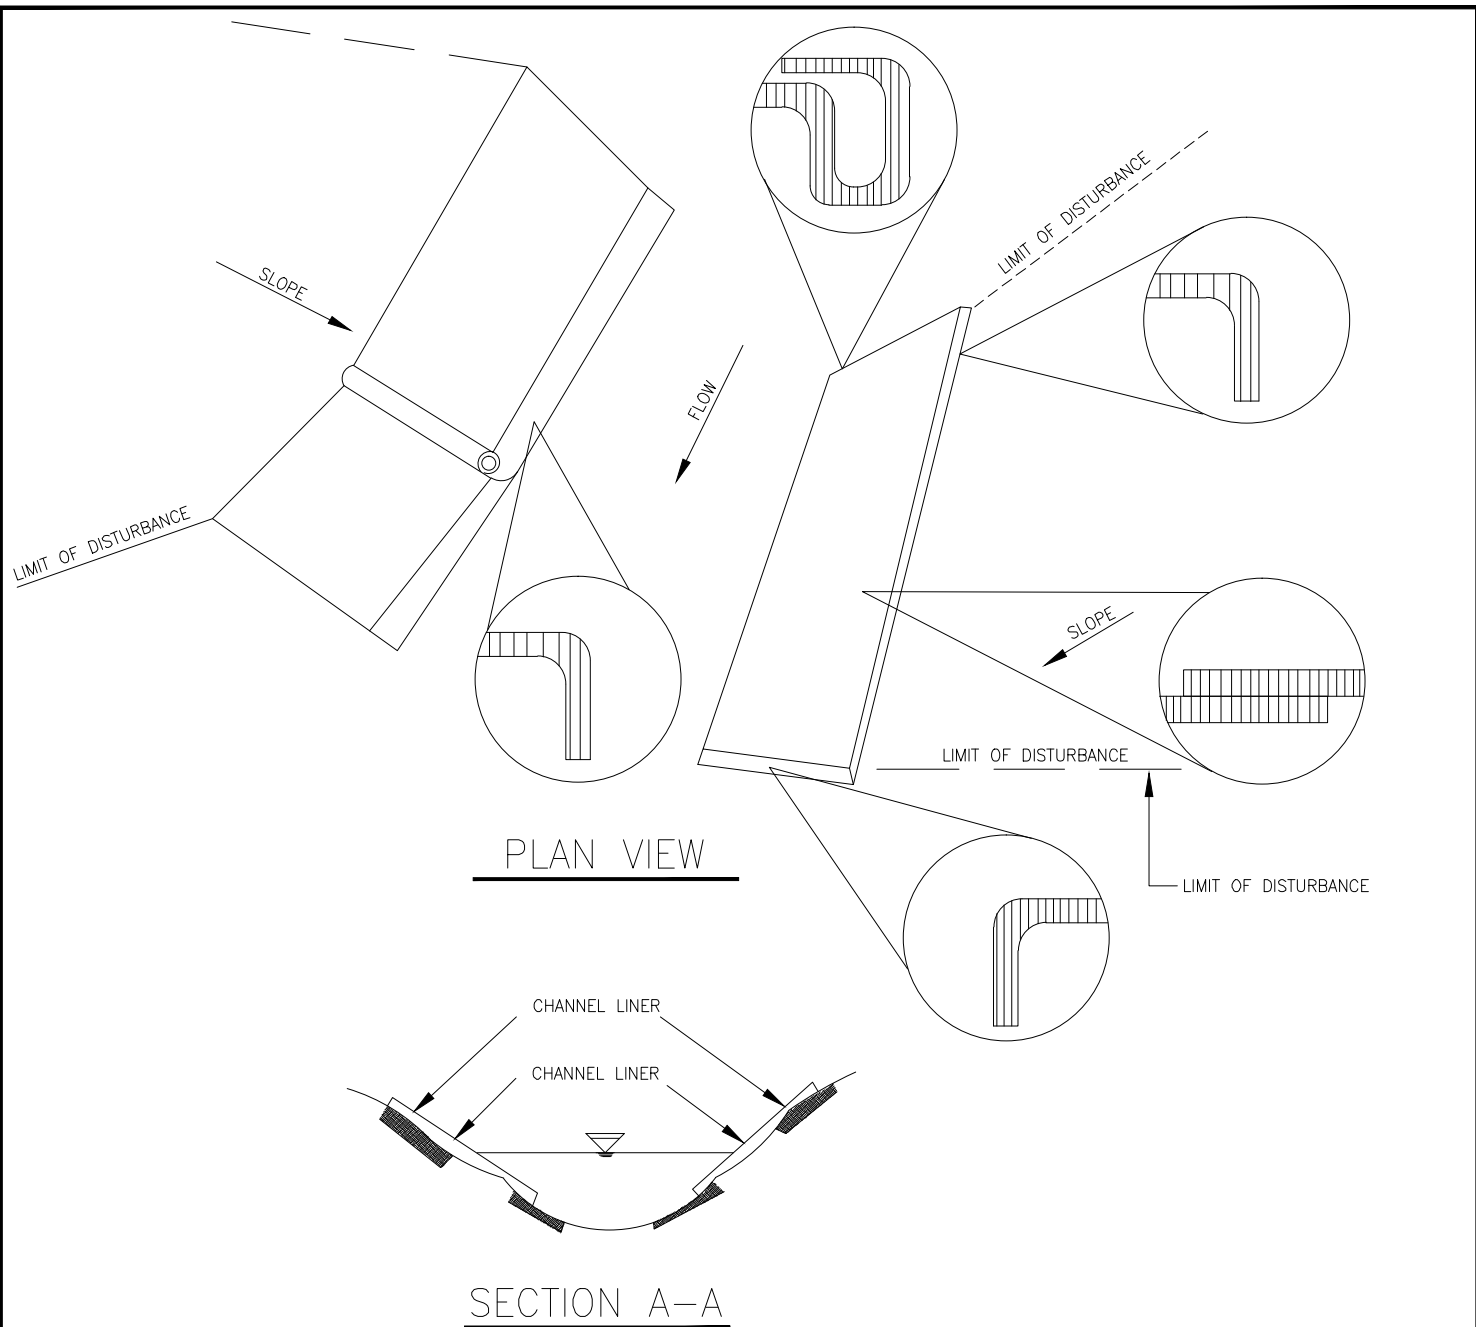 LIMIT OF DISTURBANCE
SLOPE
FLOW
LIMIT OF DISTURBANCE
SLOPE
LIMIT OF DISTURBANCE
LIMIT OF DISTURBANCE
PLAN VIEW
CHANNEL LINER
CHANNEL LINER
SECTION A-A